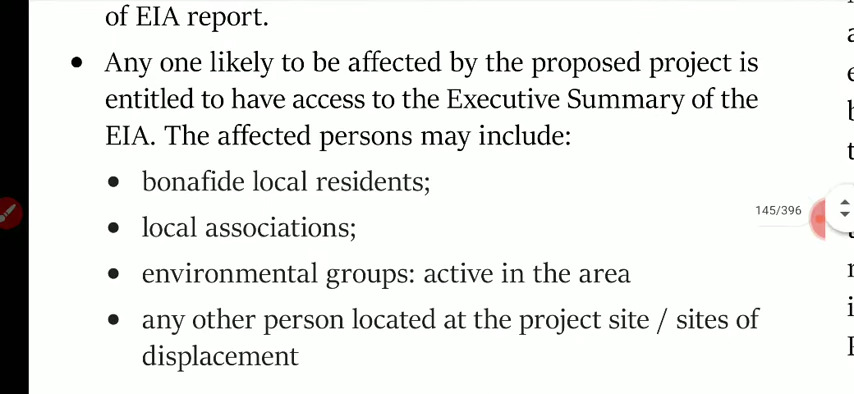 of EIA report.
• Any one likely to be affected by the proposed project is
entitled to have access to the Executive Summary of the
EIA. The affected persons may include:
• bonafide local residents;
• local associations;
145/396
• environmental groups: active in the area
• any other person located at the project site / sites of
displacement